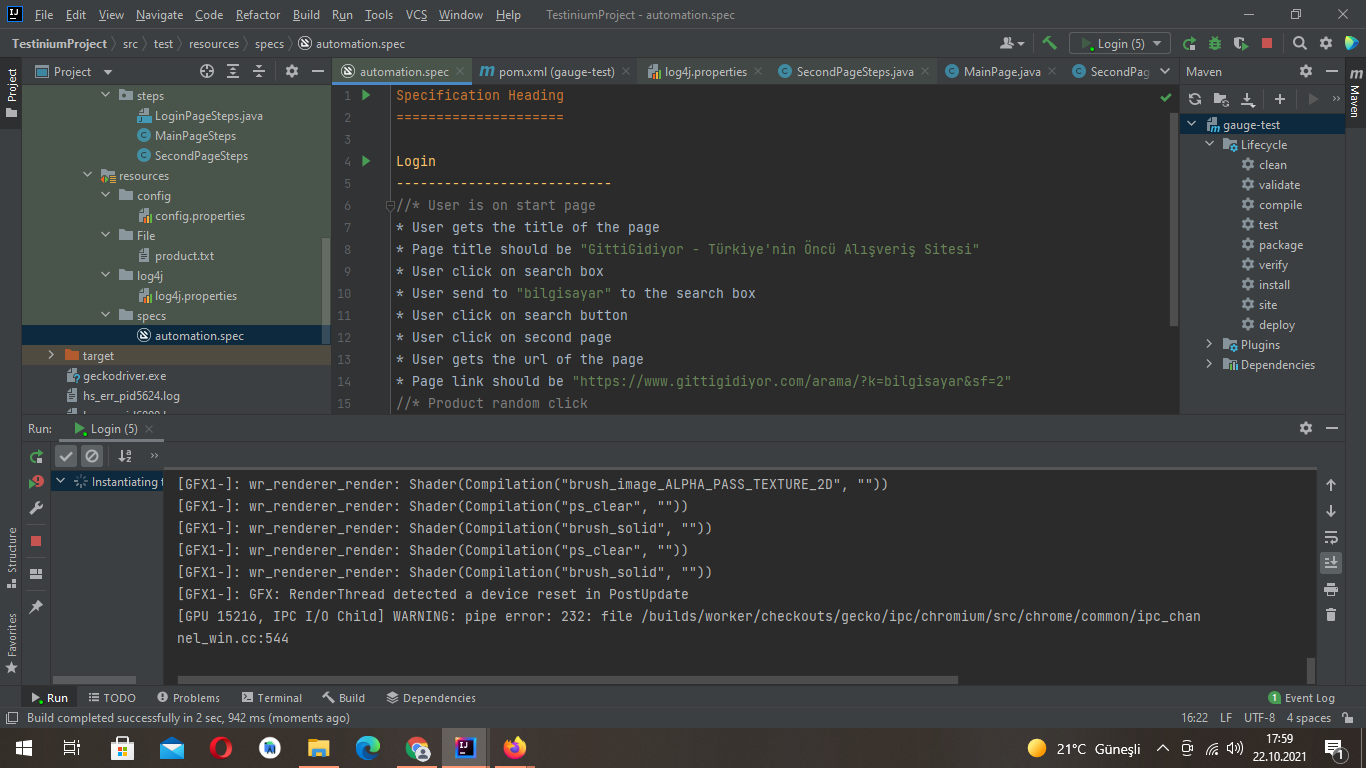 File Edit View Navigate Code Refactor Build Run Tools VCS Window Help TestiniumProject - automation.spec
TestiniumProject src test resources specs automation.spec Login (5)
Project
automation.spec pom.xml (gauge-test) log4j.properties SecondPageSteps.java MainPage.java SecondPag
Maven
Project
steps
LoginPageSteps.java
MainPageSteps
SecondPageSteps
resources
config
config.properties
File
product.txt
log4j
log4j.properties
specs
automation.spec
target
geckodriver.exe
hs_err_pid5624.log
1 Specification Heading
2 =====================
3
4 Login
5 ---------------------------
6 //* User is on start page
7 * User gets the title of the page
8 * Page title should be "GittiGidiyor - Türkiye'nin Öncü Alışveriş Sitesi"
9 * User click on search box
10 * User send to "bilgisayar" to the search box
11 * User click on search button
12 * User click on second page
13 * User gets the url of the page
14 * Page link should be "https://www.gittigidiyor.com/arama/?k=bilgisayar&sf=2"
15 //* Product random click
gauge-test
Lifecycle
clean
validate
compile
test
package
verify
install
site
deploy
Plugins
Dependencies
Maven
Run: Login (5)
Instantiating t
[GFX1-]: wr_renderer_render: Shader(Compilation("brush_image_ALPHA_PASS_TEXTURE_2D", ""))
[GFX1-]: wr_renderer_render: Shader(Compilation("ps_clear", ""))
[GFX1-]: wr_renderer_render: Shader(Compilation("brush_solid", ""))
[GFX1-]: wr_renderer_render: Shader(Compilation("ps_clear", ""))
[GFX1-]: wr_renderer_render: Shader(Compilation("brush_solid", ""))
[GFX1-]: GFX: RenderThread detected a device reset in PostUpdate
[GPU 15216, IPC I/O Child] WARNING: pipe error: 232: file /builds/worker/checkouts/gecko/ipc/chromium/src/chrome/common/ipc_chan
nel_win.cc:544
Structure
Favorites
Run TODO Problems Terminal Build Dependencies 1 Event Log
Build completed successfully in 2 sec, 942 ms (moments ago) 16:22 LF UTF-8 4 spaces
21°C Güneşli 17:59
22.10.2021 1